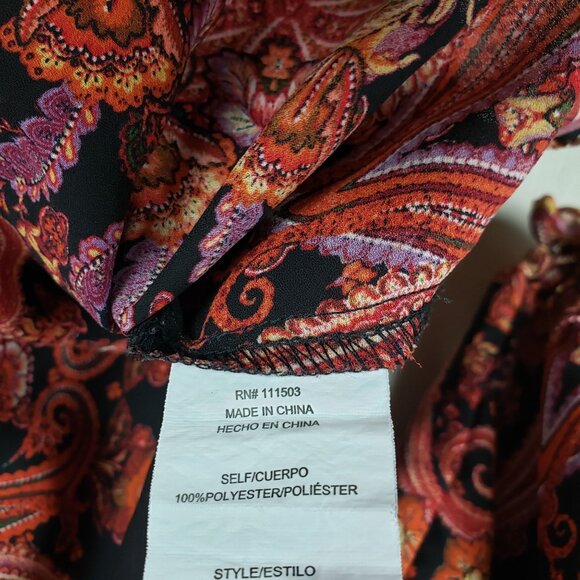 RN# 111503
MADE IN CHINA
HECHO EN CHINA
SELF/CUERPO
100%POLYESTER/POLIÉSTER
STYLE/ESTILO